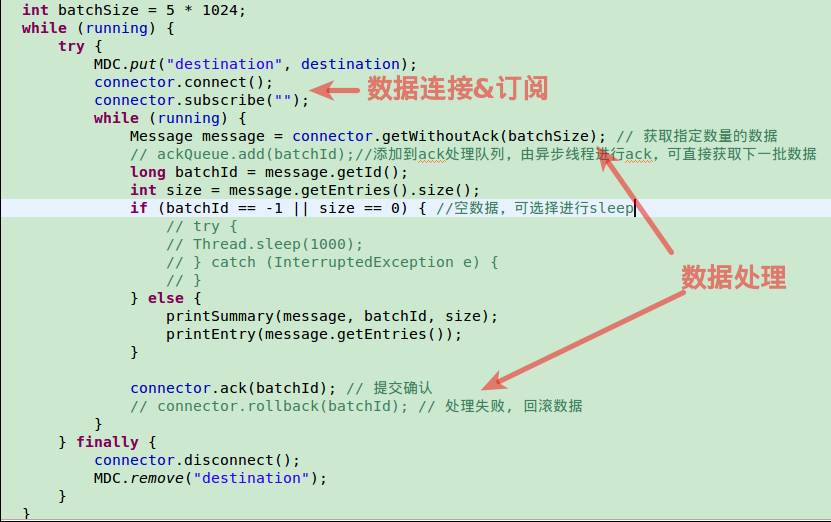 int batchSize = 5 * 1024;
while (running) {
try {
MDC.put("destination", destination);
connector.connect();
connector.subscribe("");
数据连接&订阅
while (running) {
Message message = connector.getWithoutAck(batchSize); // 获取指定数量的数据
// ackQueue.add(batchId);//添加到ack处理队列，由异步线程进行ack，可直接获取下一批数据
long batchId = message.getId();
int size = message.getEntries().size();
if (batchId == -1 || size == 0) { //空数据，可选择进行sleep
// try {
// Thread.sleep(1000);
// } catch (InterruptedException e) {
// }
数据处理
} else {
printSummary(message, batchId, size);
printEntry(message.getEntries());
}
connector.ack(batchId); // 提交确认
// connector.rollback(batchId); // 处理失败, 回滚数据
}
} finally {
connector.disconnect();
MDC.remove("destination");
}
}